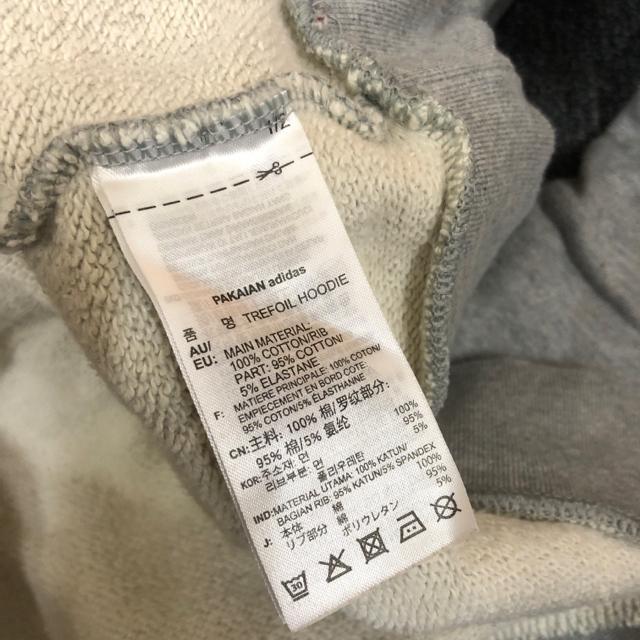 1/2
PAKAIAN adidas
품 명 TREFOIL HOODIE
AU/ MAIN MATERIAL
EU: 100% COTTON/RIB
PART: 95% COTTON/
5% ELASTANE
F: MATIERE PRINCIPALE: 100% COTON/
EMPIECEMENT EN BORD COTE
95% COTON/5% ELASTHANNE
CN: 主料: 100% 棉/罗纹部分:
95% 棉/5% 氨纶
KOR: 주소재 면 100%
리브부분: 면 95%
폴리우레탄 5%
IND: MATERIAL UTAMA: 100% KATUN/
BAGIAN RIB: 95% KATUN/5% SPANDEX
J: 本体 綿 100%
リブ部分 綿 95%
ポリウレタン 5%
30